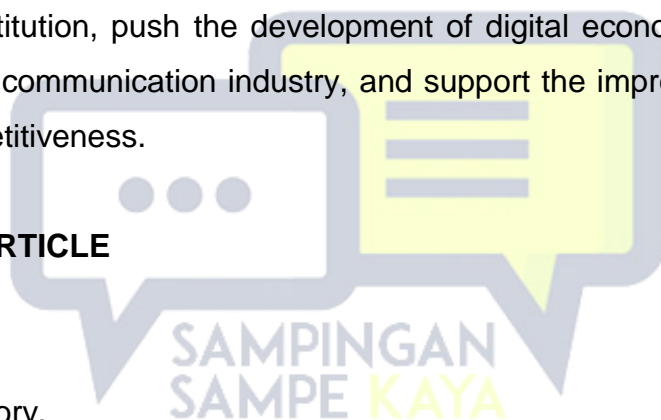 titution, push the development of digital econo
communication industry, and support the impr
etitiveness.
RTICLE
SAMPINGAN
SAMPE KAYA
ory.